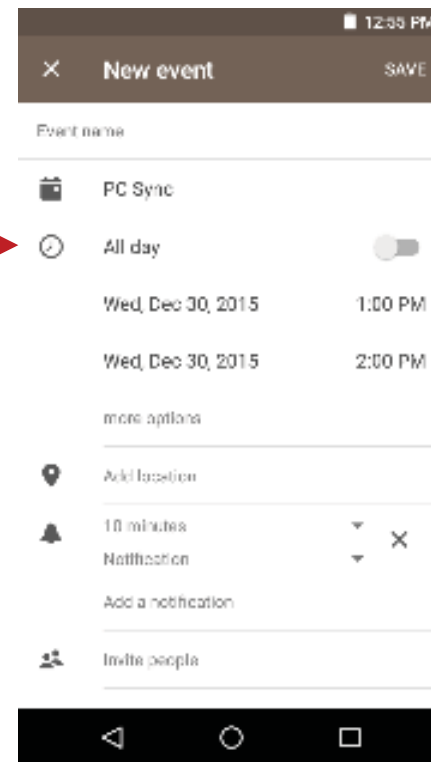 12:55 PM
New event SAVE
Event name
PC Sync
All day
Wed, Dec 30, 2015 1:00 PM
Wed, Dec 30, 2015 2:00 PM
more options
Add location
10 minutes
Notification
Add a notification
Invite people